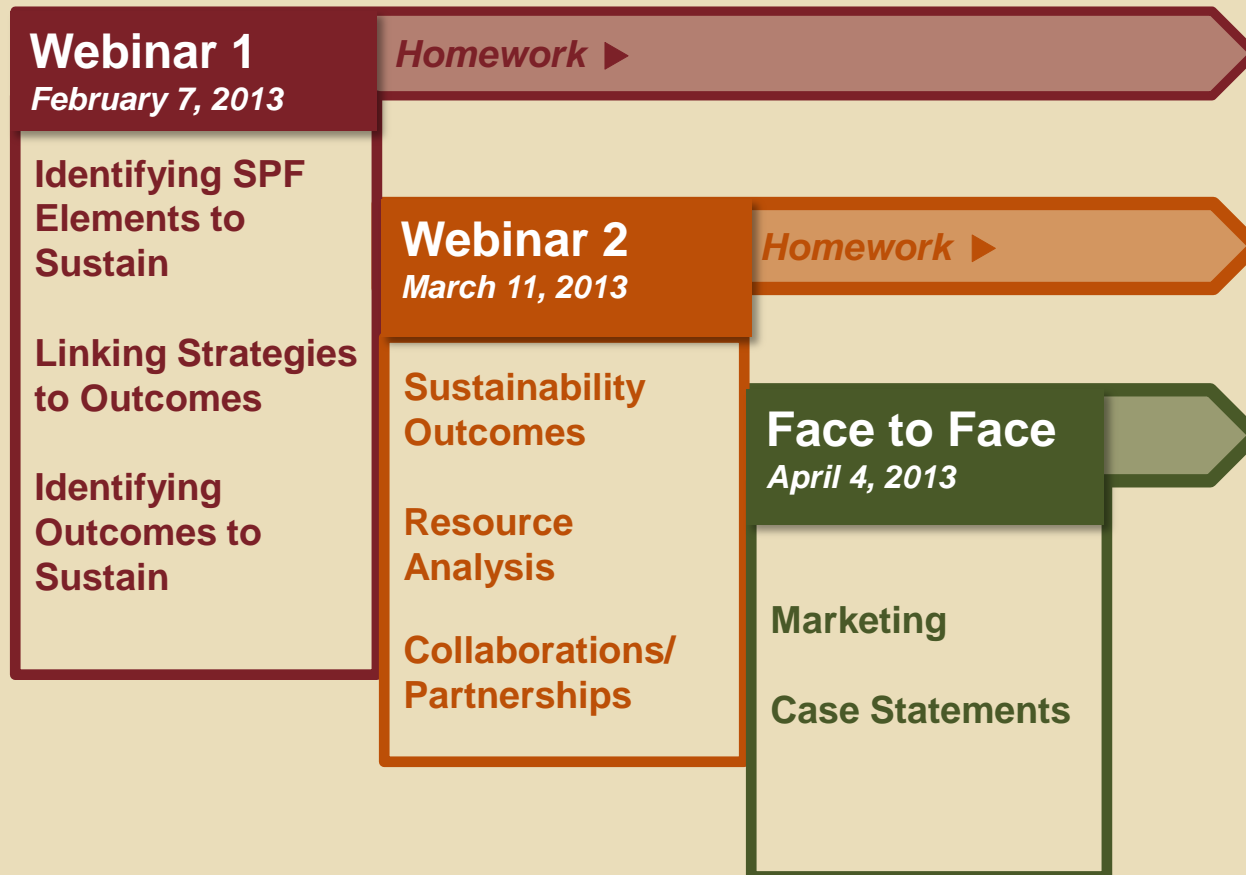 Webinar 1
February 7, 2013
Homework ▶
Identifying SPF
Elements to
Sustain
Linking Strategies
to Outcomes
Identifying
Outcomes to
Sustain
Webinar 2
March 11, 2013
Homework ▶
Sustainability
Outcomes
Resource
Analysis
Collaborations/
Partnerships
Face to Face
April 4, 2013
Marketing
Case Statements